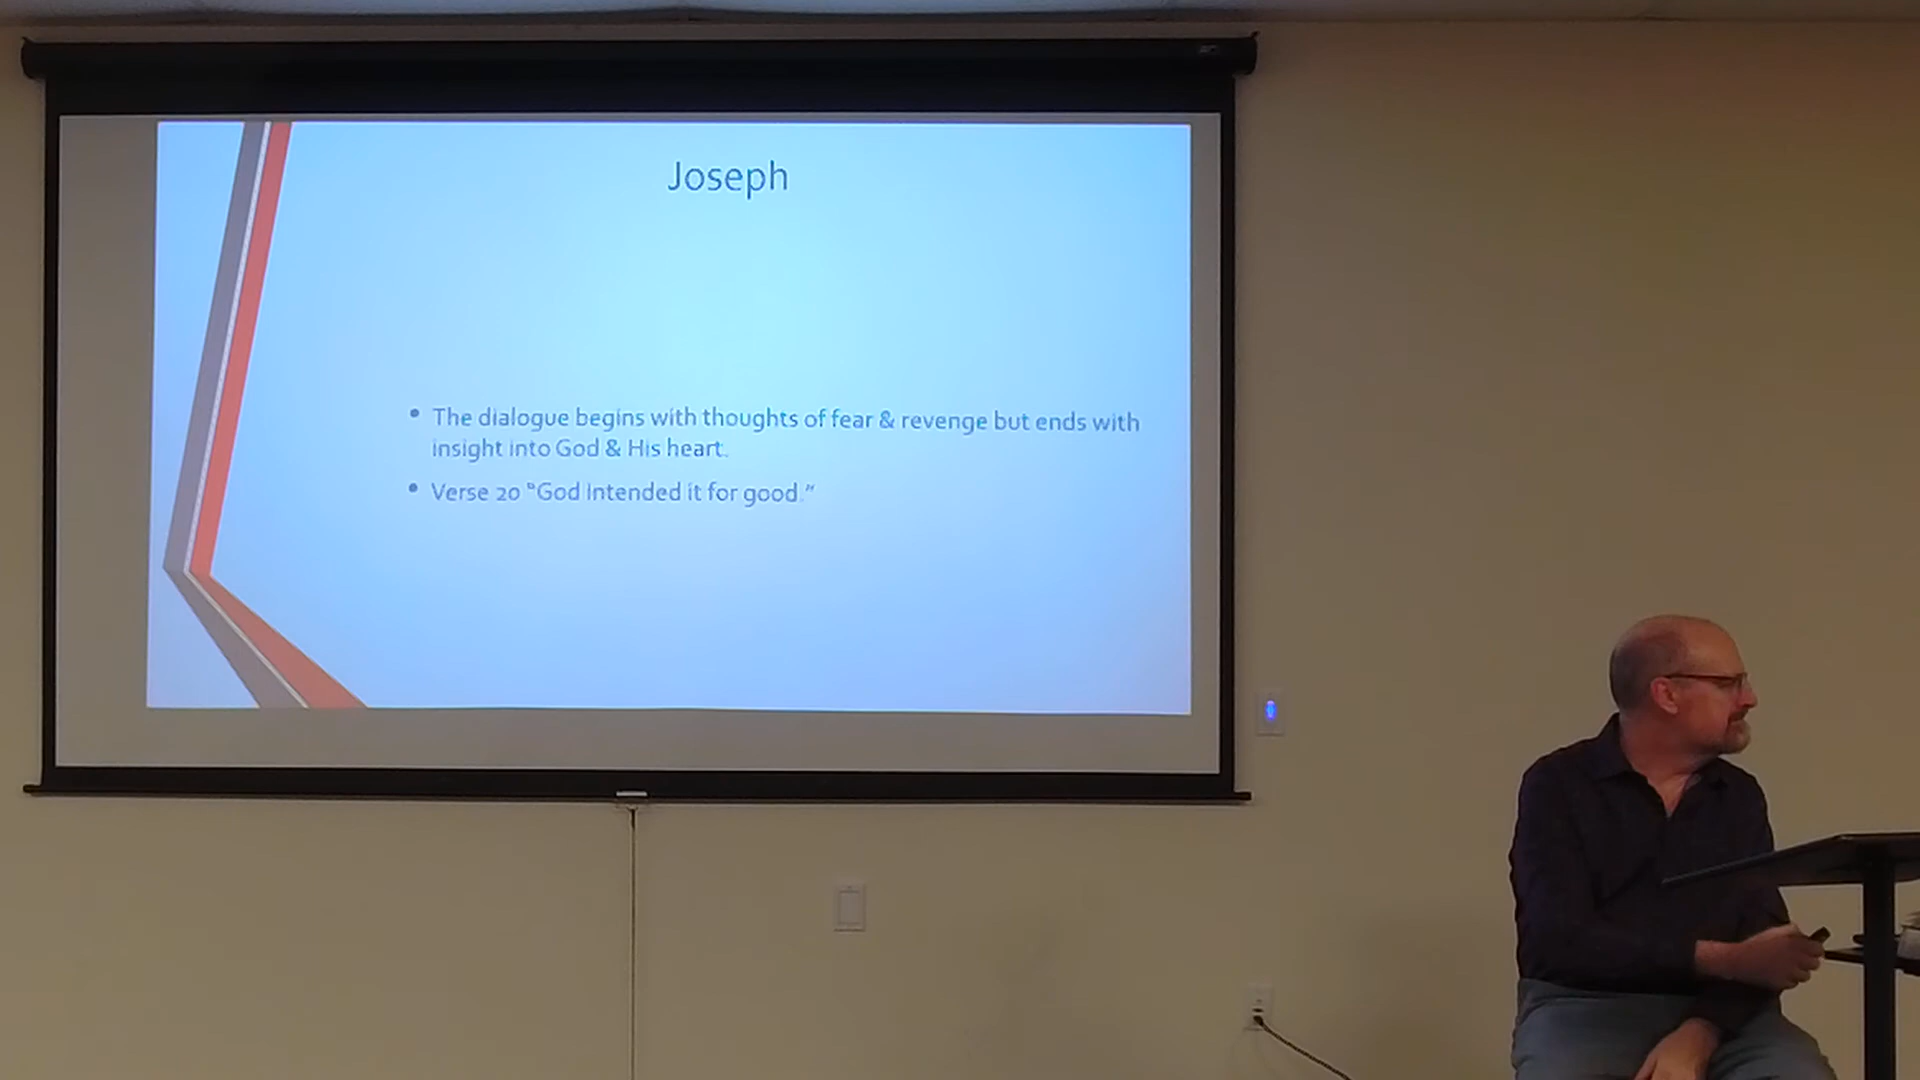 Joseph
• The dialogue begins with thoughts of fear & revenge but ends with
insight into God & His heart.
• Verse 20 “God Intended it for good.”